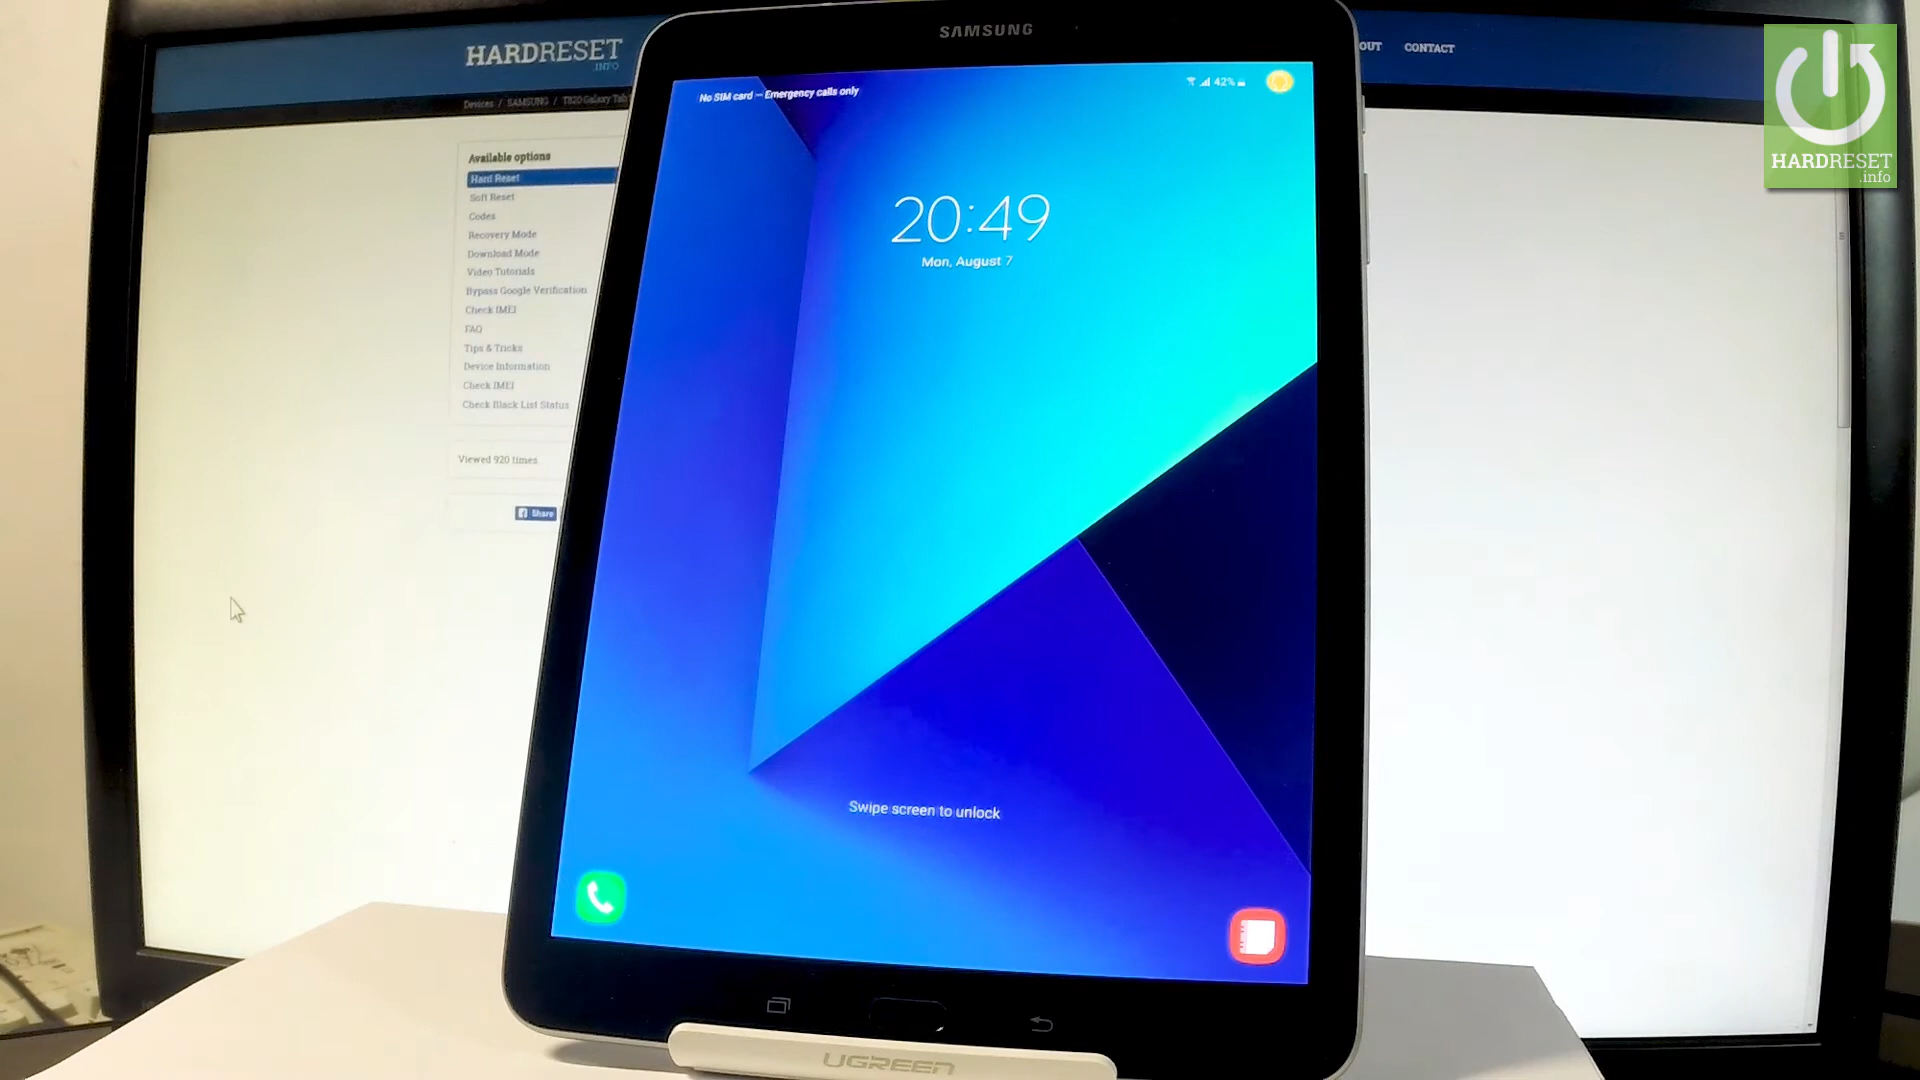 SAMSUNG
HARDRESET
.INFO
OUT CONTACT
Devices / SAMSUNG / T820 Galaxy Tab
HARDRESET
.info
No SIM card — Emergency calls only
42%
Available options
Hard Reset
Soft Reset
Codes
Recovery Mode
Download Mode
Video Tutorials
Bypass Google Verification
Check IMEI
FAQ
Tips & Tricks
Device Information
Check IMEI
Check Black List Status
20:49
Mon, August 7
Viewed 920 times
Share
Swipe screen to unlock
UGREEN